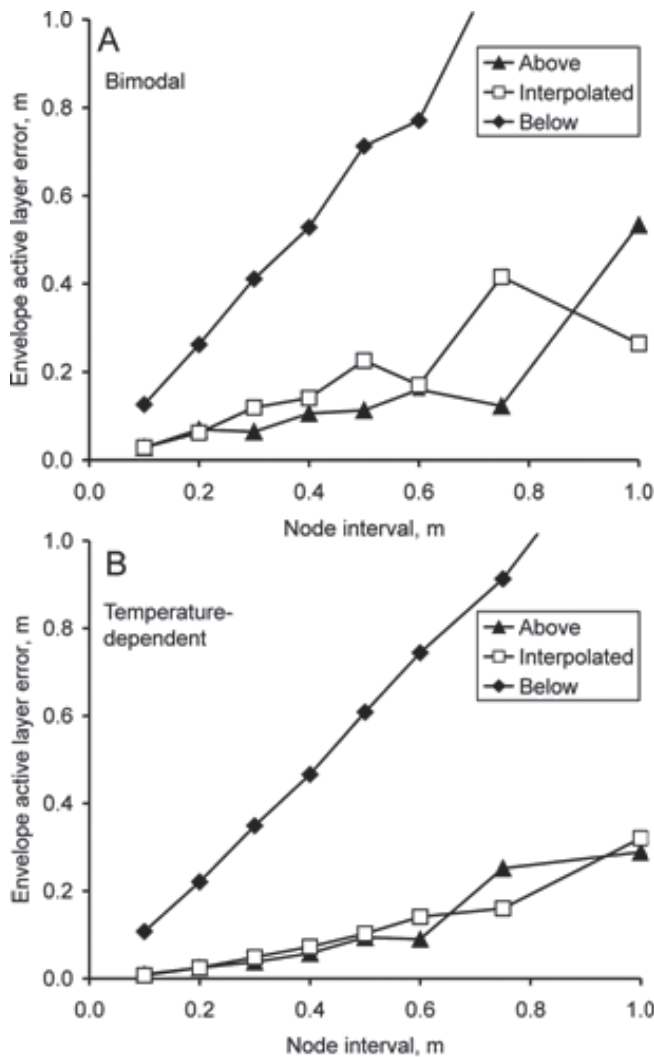 A
Bimodal
Above
Interpolated
Below
Envelope active layer error, m
1.0
0.8
0.6
0.4
0.2
0.0
0.0 0.2 0.4 0.6 0.8 1.0
Node interval, m
B
Temperature-
dependent
Above
Interpolated
Below
Envelope active layer error, m
1.0
0.8
0.6
0.4
0.2
0.0
0.0 0.2 0.4 0.6 0.8 1.0
Node interval, m